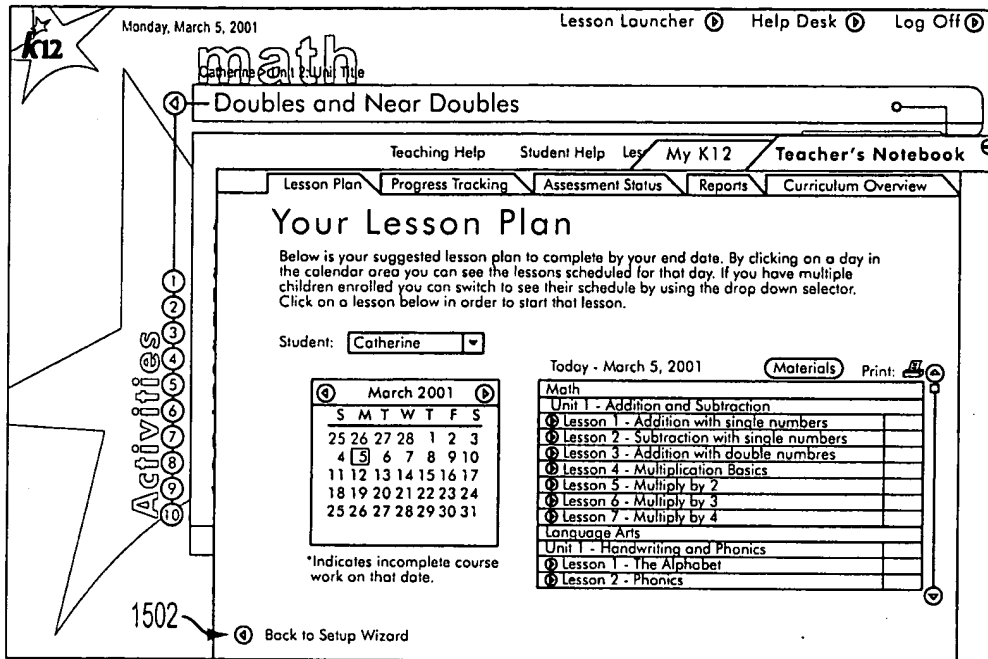 k12
Monday, March 5, 2001
Lesson Launcher
Help Desk
Log Off
math
Catherine > Unit 2: Unit Title
Doubles and Near Doubles
Teaching Help
Student Help
Les
My K12
Teacher's Notebook
Lesson Plan
Progress Tracking
Assessment Status
Reports
Curriculum Overview
Your Lesson Plan
Below is your suggested lesson plan to complete by your end date. By clicking on a day in
the calendar area you can see the lessons scheduled for that day. If you have multiple
children enrolled you can switch to see their schedule by using the drop down selector.
Click on a lesson below in order to start that lesson.
Student: Catherine
March 2001
S M T W T F S
25 26 27 28 1 2 3
4 5 6 7 8 9 10
11 12 13 14 15 16 17
18 19 20 21 22 23 24
25 26 27 28 29 30 31
*Indicates incomplete course
work on that date.
Today - March 5, 2001
Materials
Print:
Math
Unit 1 - Addition and Subtraction
Lesson 1 - Addition with single numbers
Lesson 2 - Subtraction with single numbers
Lesson 3 - Addition with double numbres
Lesson 4 - Multiplication Basics
Lesson 5 - Multiply by 2
Lesson 6 - Multiply by 3
Lesson 7 - Multiply by 4
Language Arts
Unit 1 - Handwriting and Phonics
Lesson 1 - The Alphabet
Lesson 2 - Phonics
Activities
1
2
3
4
5
6
7
8
9
10
1502
Back to Setup Wizard